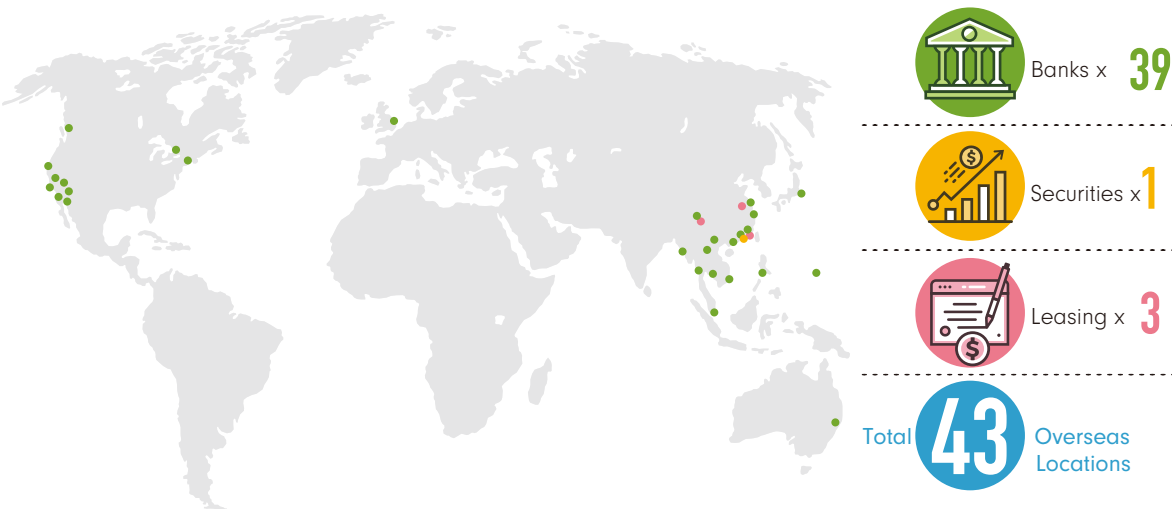 Banks x 39
$
Securities x 1
Leasing x 3
$
Total 43 Overseas
Locations